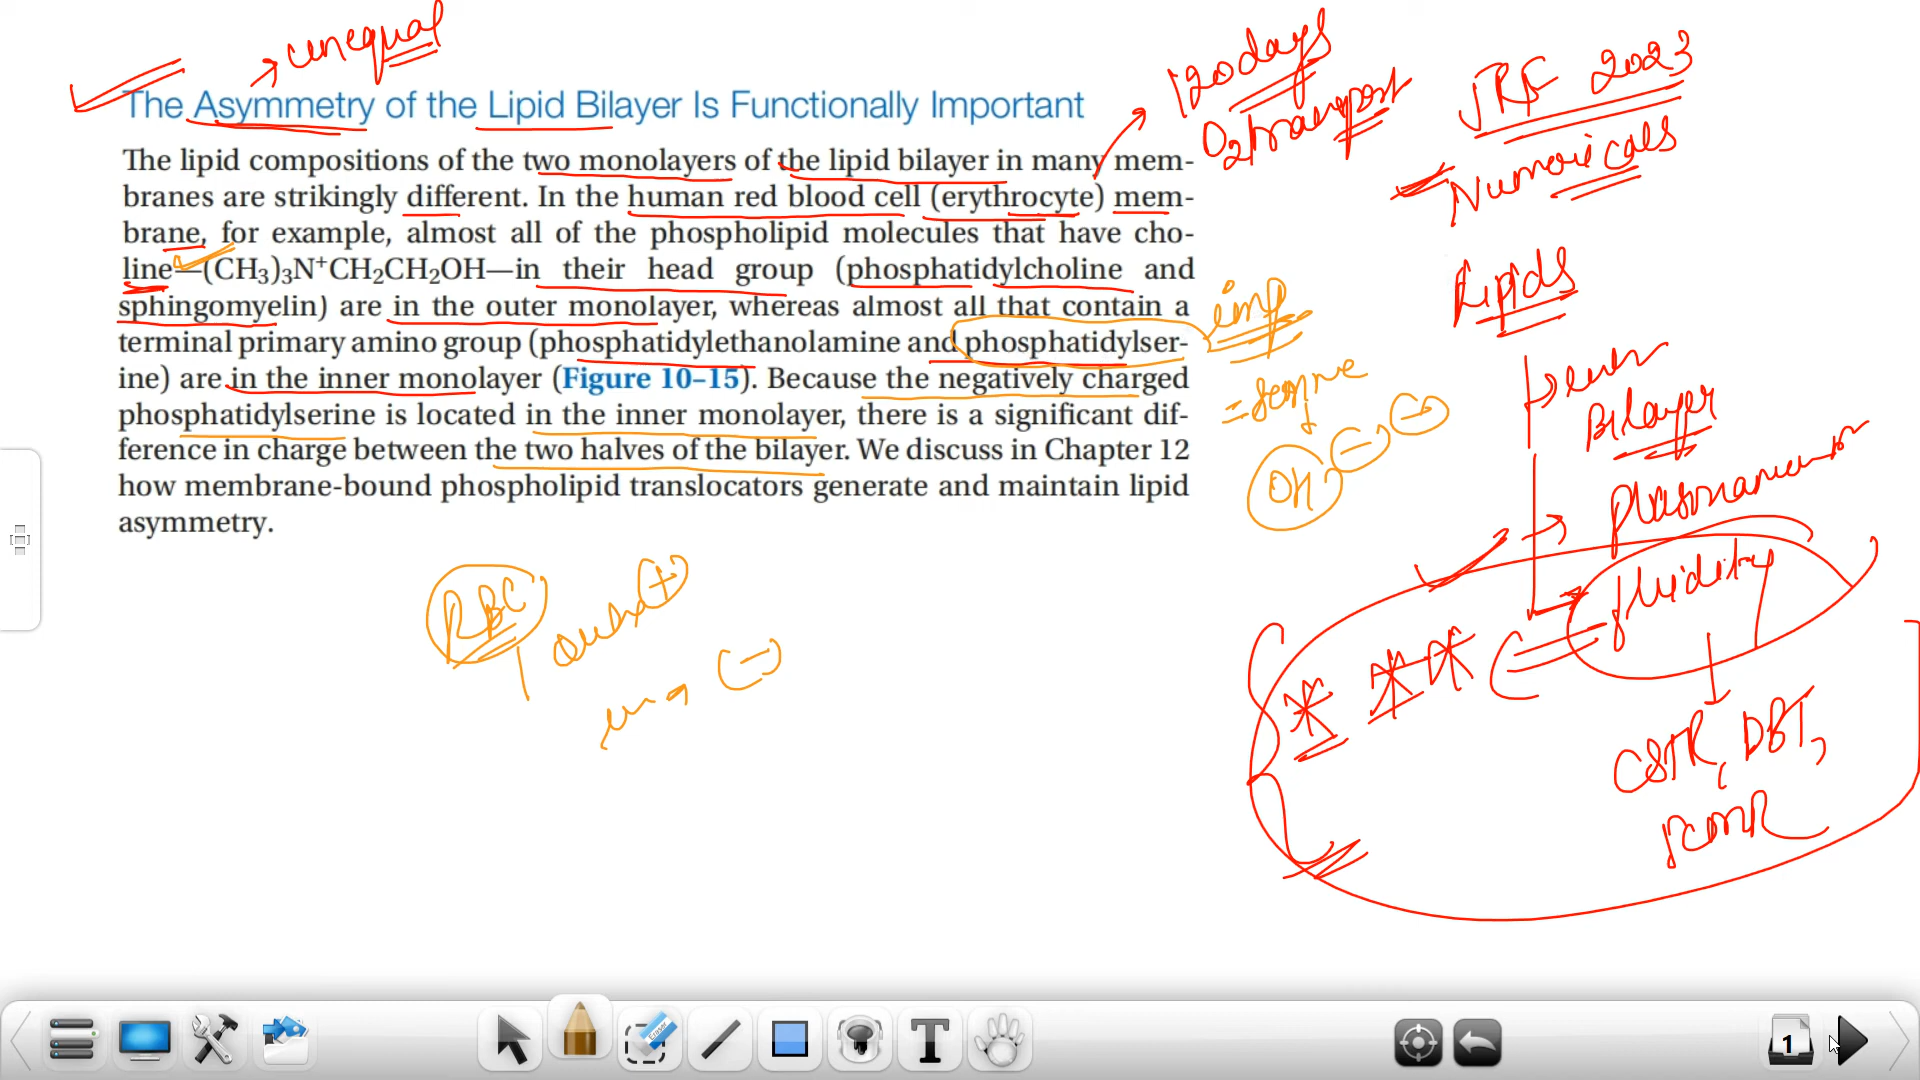 unequal
The Asymmetry of the Lipid Bilayer Is Functionally Important
The lipid compositions of the two monolayers of the lipid bilayer in many mem-
branes are strikingly different. In the human red blood cell (erythrocyte) mem-
brane, for example, almost all of the phospholipid molecules that have cho-
line—(CH₃)₃N⁺CH₂CH₂OH—in their head group (phosphatidylcholine and
sphingomyelin) are in the outer monolayer, whereas almost all that contain a
terminal primary amino group (phosphatidylethanolamine and phosphatidylser-
ine) are in the inner monolayer (Figure 10–15). Because the negatively charged
phosphatidylserine is located in the inner monolayer, there is a significant dif-
ference in charge between the two halves of the bilayer. We discuss in Chapter 12
how membrane-bound phospholipid translocators generate and maintain lipid
asymmetry.
120days
O2 transport
JRF 2023
Numericals
Lipids
imp
OH
Bilayer
fluidity
RBC
(+)
(-)
CSIR, DBT,
ICMR
1